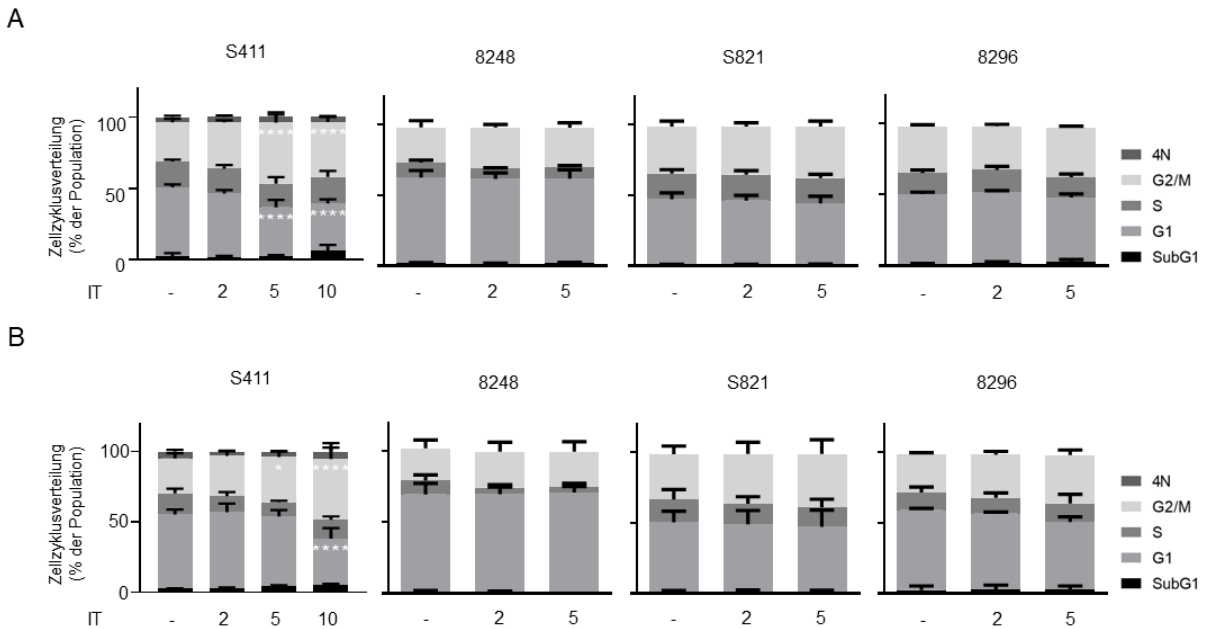 A
S411
8248
S821
8296
Zellzyklusverteilung
(% der Population)
100
50
0
**** ****
**** ****
4N
G2/M
S
G1
SubG1
IT - 2 5 10 - 2 5 - 2 5 - 2 5
B
S411
8248
S821
8296
Zellzyklusverteilung
(% der Population)
100
50
0
* ****
****
4N
G2/M
S
G1
SubG1
IT - 2 5 10 - 2 5 - 2 5 - 2 5